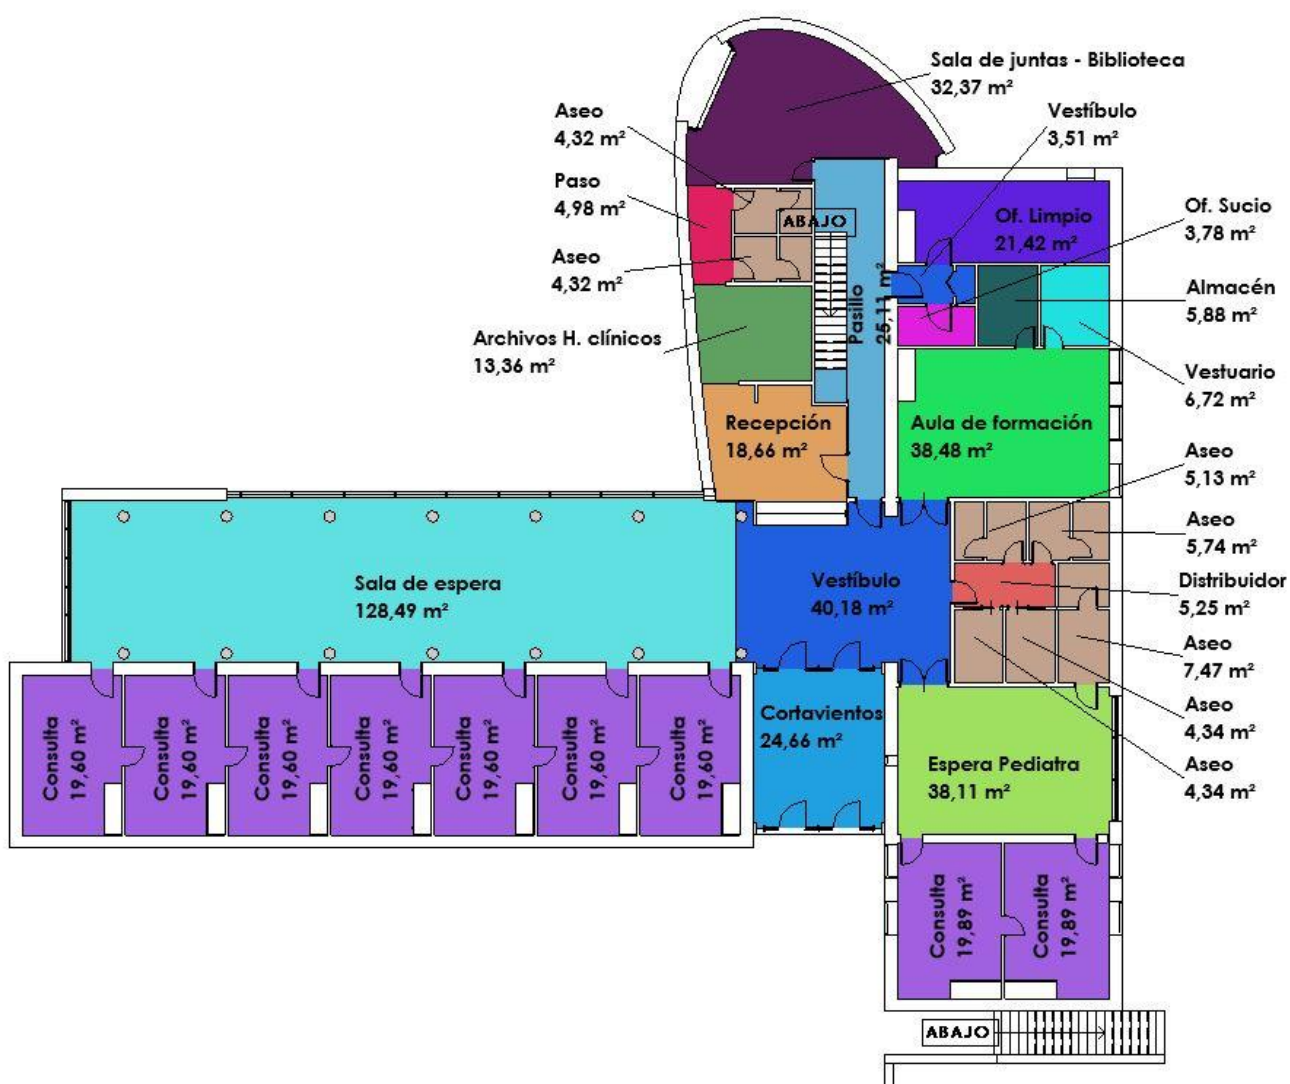 Sala de juntas - Biblioteca
32,37 m²
Aseo
4,32 m²
Vestíbulo
3,51 m²
Paso
4,98 m²
ABAJO
Of. Limpio
21,42 m²
Of. Sucio
3,78 m²
Aseo
4,32 m²
Pasillo
25,11 m²
Almacén
5,88 m²
Archivos H. clínicos
13,36 m²
Vestuario
6,72 m²
Recepción
18,66 m²
Aula de formación
38,48 m²
Aseo
5,13 m²
Aseo
5,74 m²
Sala de espera
128,49 m²
Vestíbulo
40,18 m²
Distribuidor
5,25 m²
Aseo
7,47 m²
Aseo
4,34 m²
Aseo
4,34 m²
Consulta
19,60 m²
Consulta
19,60 m²
Consulta
19,60 m²
Consulta
19,60 m²
Consulta
19,60 m²
Consulta
19,60 m²
Consulta
19,60 m²
Cortavientos
24,66 m²
Espera Pediatra
38,11 m²
Consulta
19,89 m²
Consulta
19,89 m²
ABAJO